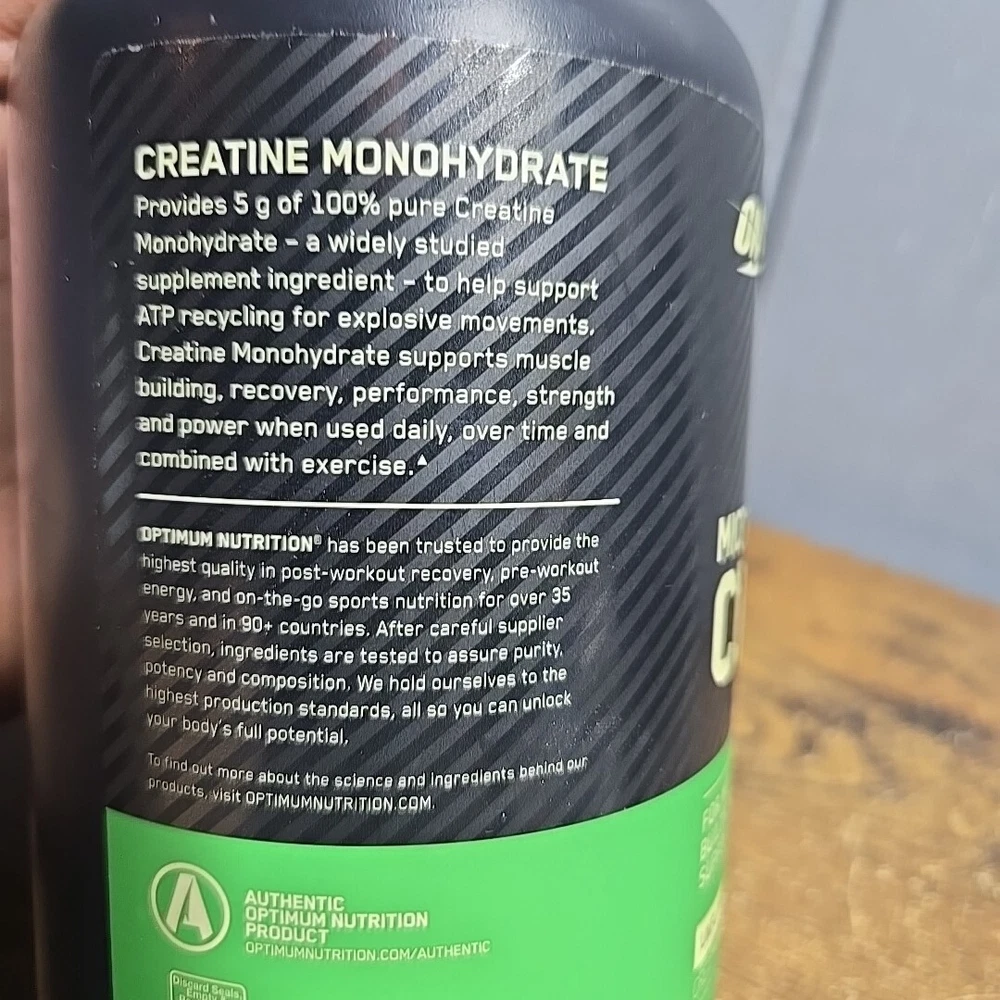 CREATINE MONOHYDRATE
Provides 5 g of 100% pure Creatine
Monohydrate – a widely studied
supplement ingredient – to help support
ATP recycling for explosive movements.
Creatine Monohydrate supports muscle
building, recovery, performance, strength
and power when used daily, over time and
combined with exercise.▲
OPTIMUM NUTRITION® has been trusted to provide the
highest quality in post-workout recovery, pre-workout
energy, and on-the-go sports nutrition for over 35
years and in 90+ countries. After careful supplier
selection, ingredients are tested to assure purity,
potency and composition. We hold ourselves to the
highest production standards, all so you can unlock
your body's full potential.
To find out more about the science and ingredients behind our
products, visit OPTIMUMNUTRITION.COM.
A
AUTHENTIC
OPTIMUM NUTRITION
PRODUCT
OPTIMUMNUTRITION.COM/AUTHENTIC
Discard Seals,
Empty &